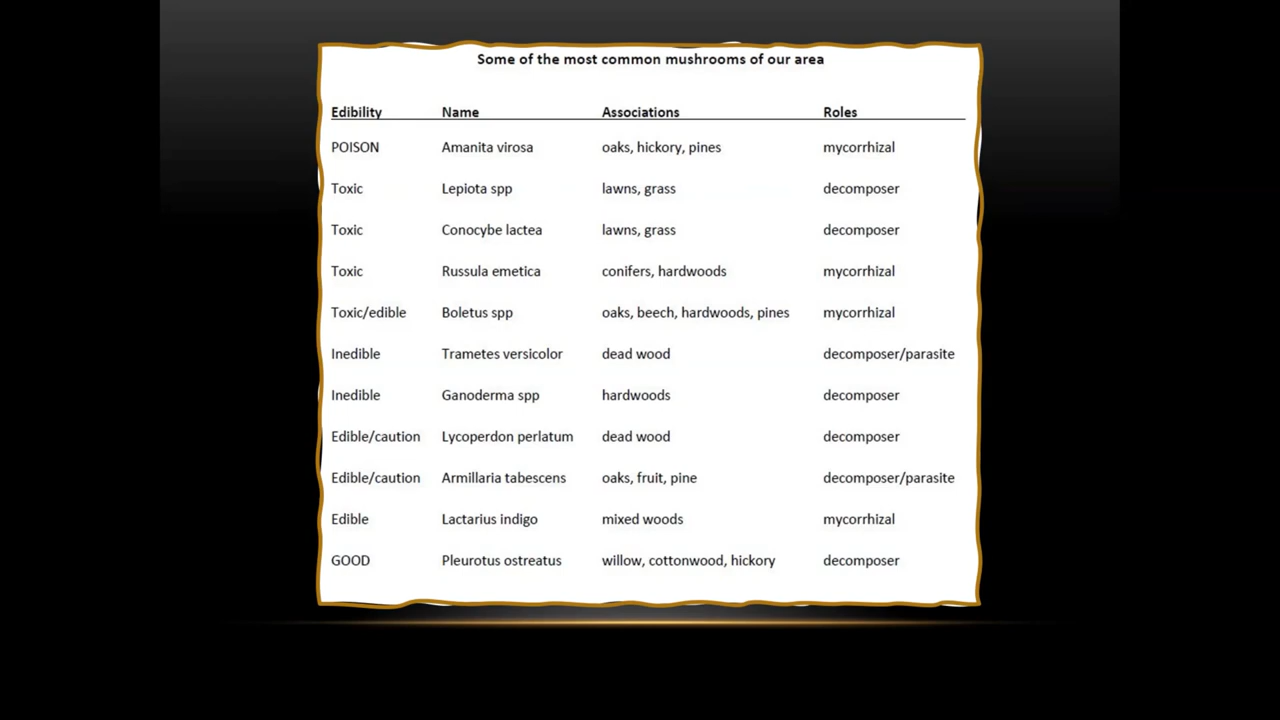 Some of the most common mushrooms of our area
Edibility Name Associations Roles
POISON Amanita virosa oaks, hickory, pines mycorrhizal
Toxic Lepiota spp lawns, grass decomposer
Toxic Conocybe lactea lawns, grass decomposer
Toxic Russula emetica conifers, hardwoods mycorrhizal
Toxic/edible Boletus spp oaks, beech, hardwoods, pines mycorrhizal
Inedible Trametes versicolor dead wood decomposer/parasite
Inedible Ganoderma spp hardwoods decomposer
Edible/caution Lycoperdon perlatum dead wood decomposer
Edible/caution Armillaria tabescens oaks, fruit, pine decomposer/parasite
Edible Lactarius indigo mixed woods mycorrhizal
GOOD Pleurotus ostreatus willow, cottonwood, hickory decomposer